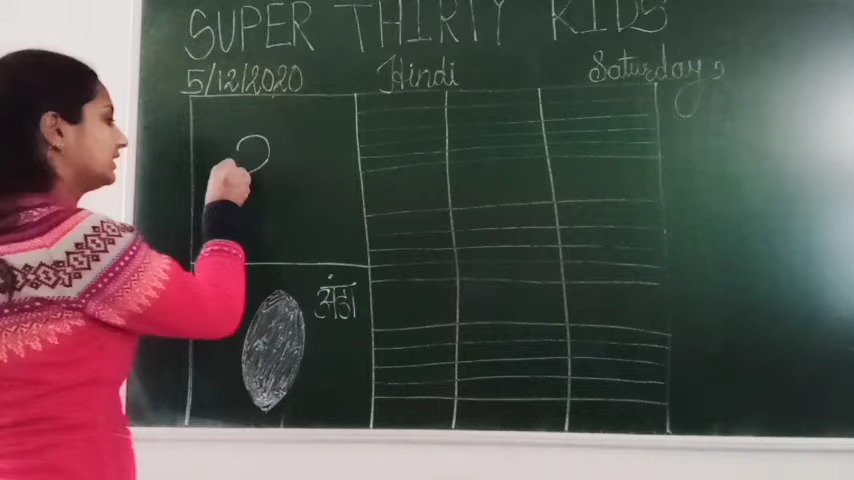 SUPER THIRTY KIDS
5/12/2020 Hindi Saturday
अंडा